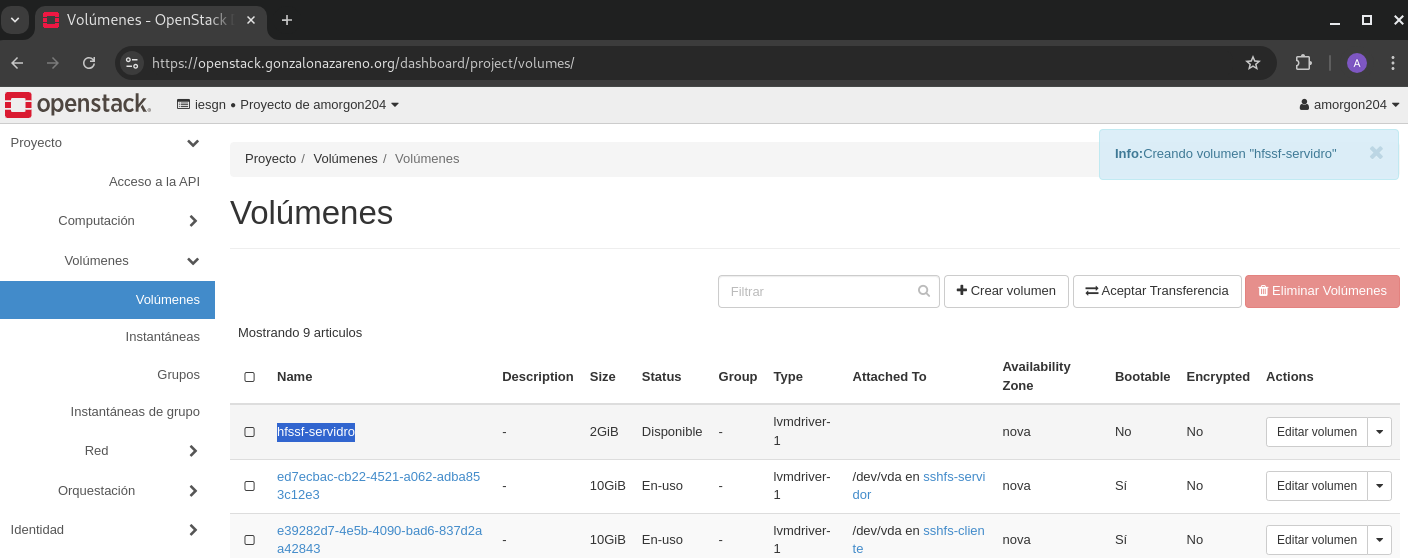 Volúmenes - OpenStack
https://openstack.gonzalonazareno.org/dashboard/project/volumes/
A
openstack.
iesgn • Proyecto de amorgon204
amorgon204
Proyecto
Acceso a la API
Computación
Volúmenes
Volúmenes
Instantáneas
Grupos
Instantáneas de grupo
Red
Orquestación
Identidad
Proyecto / Volúmenes / Volúmenes
Info:Creando volumen "hfssf-servidro"
Volúmenes
Filtrar
Crear volumen
Aceptar Transferencia
Eliminar Volúmenes
Mostrando 9 articulos
Name Description Size Status Group Type Attached To Availability Zone Bootable Encrypted Actions
hfssf-servidro - 2GiB Disponible - lvmdriver-1 nova No No Editar volumen
ed7ecbac-cb22-4521-a062-adba853c12e3 - 10GiB En-uso - lvmdriver-1 /dev/vda en sshfs-servidor nova Sí No Editar volumen
e39282d7-4e5b-4090-bad6-837d2aa42843 - 10GiB En-uso - lvmdriver-1 /dev/vda en sshfs-cliente nova Sí No Editar volumen